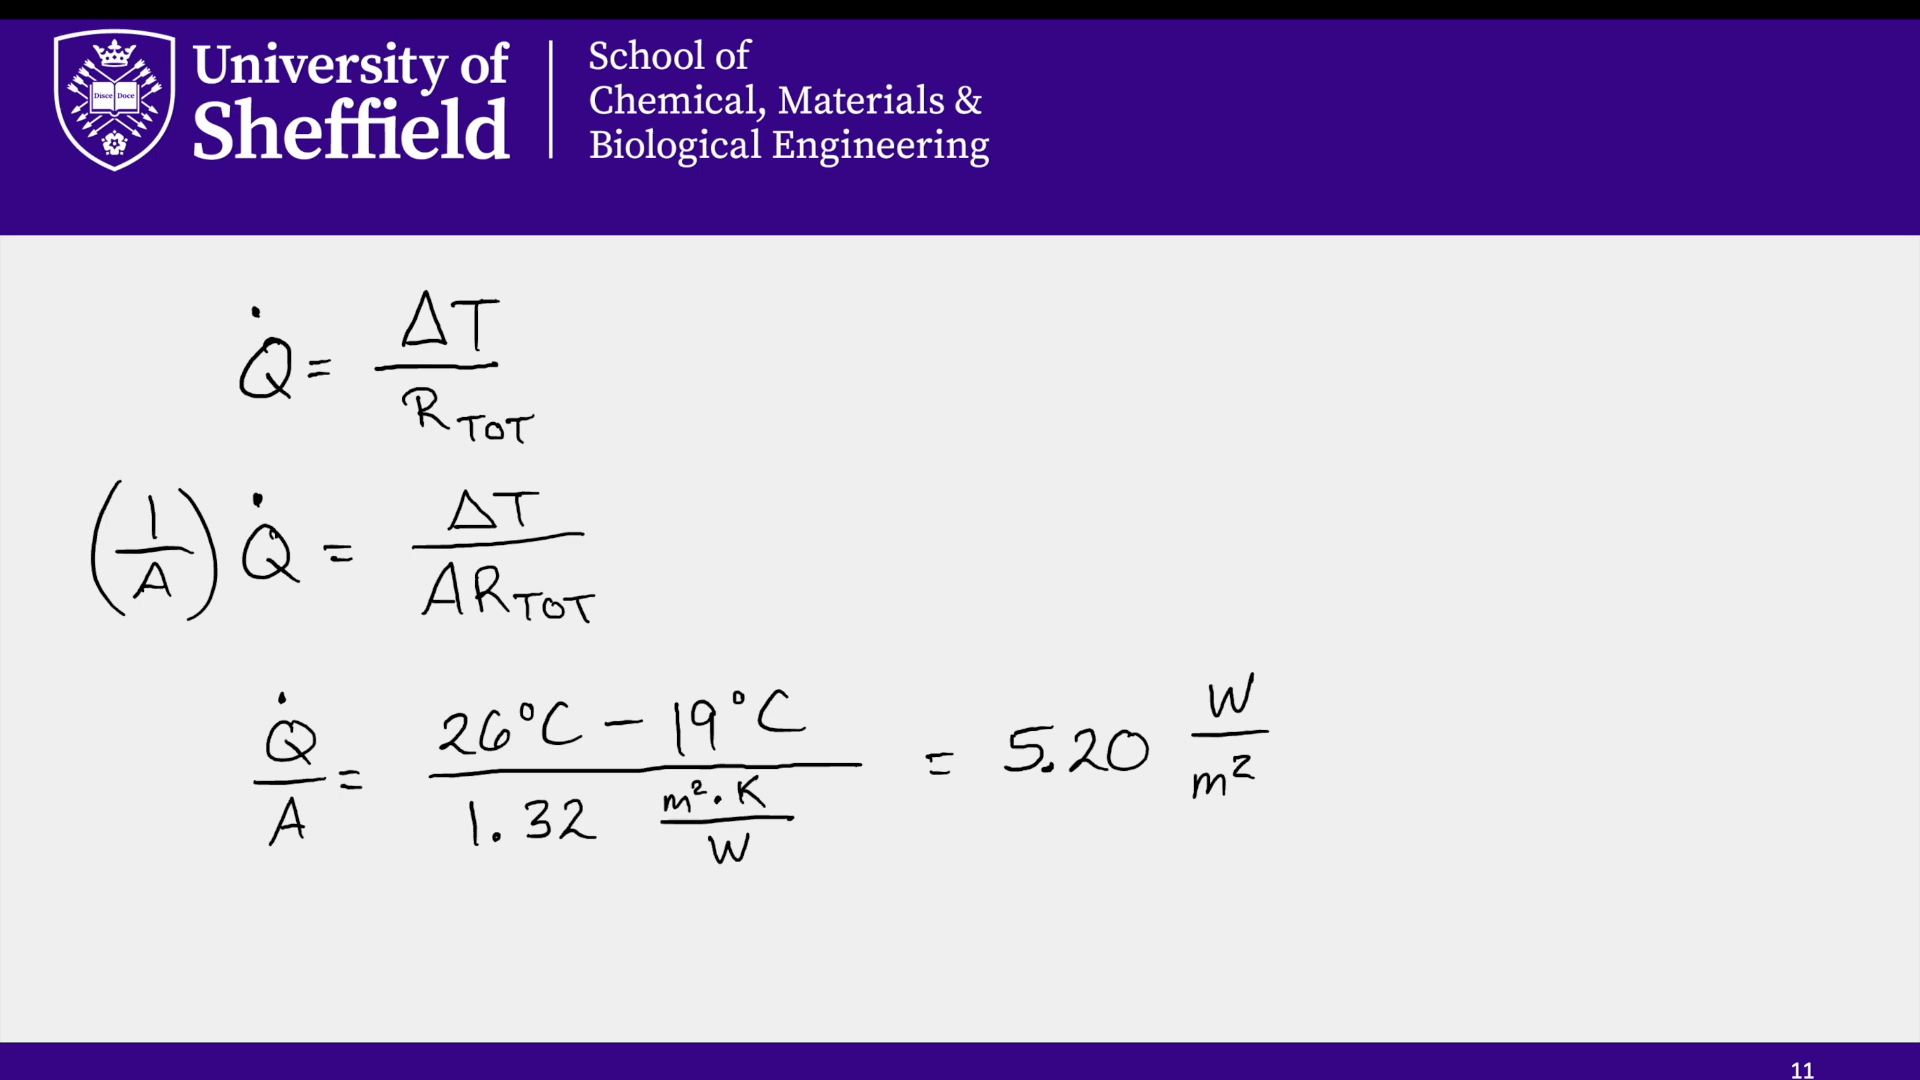 University of
Sheffield
School of
Chemical, Materials &
Biological Engineering
Disce Doce
Q̇ = ΔT / R_TOT
(1/A) Q̇ = ΔT / AR_TOT
Q̇/A = (26°C − 19°C) / (1.32 m²·K/W) = 5.20 W/m²
11